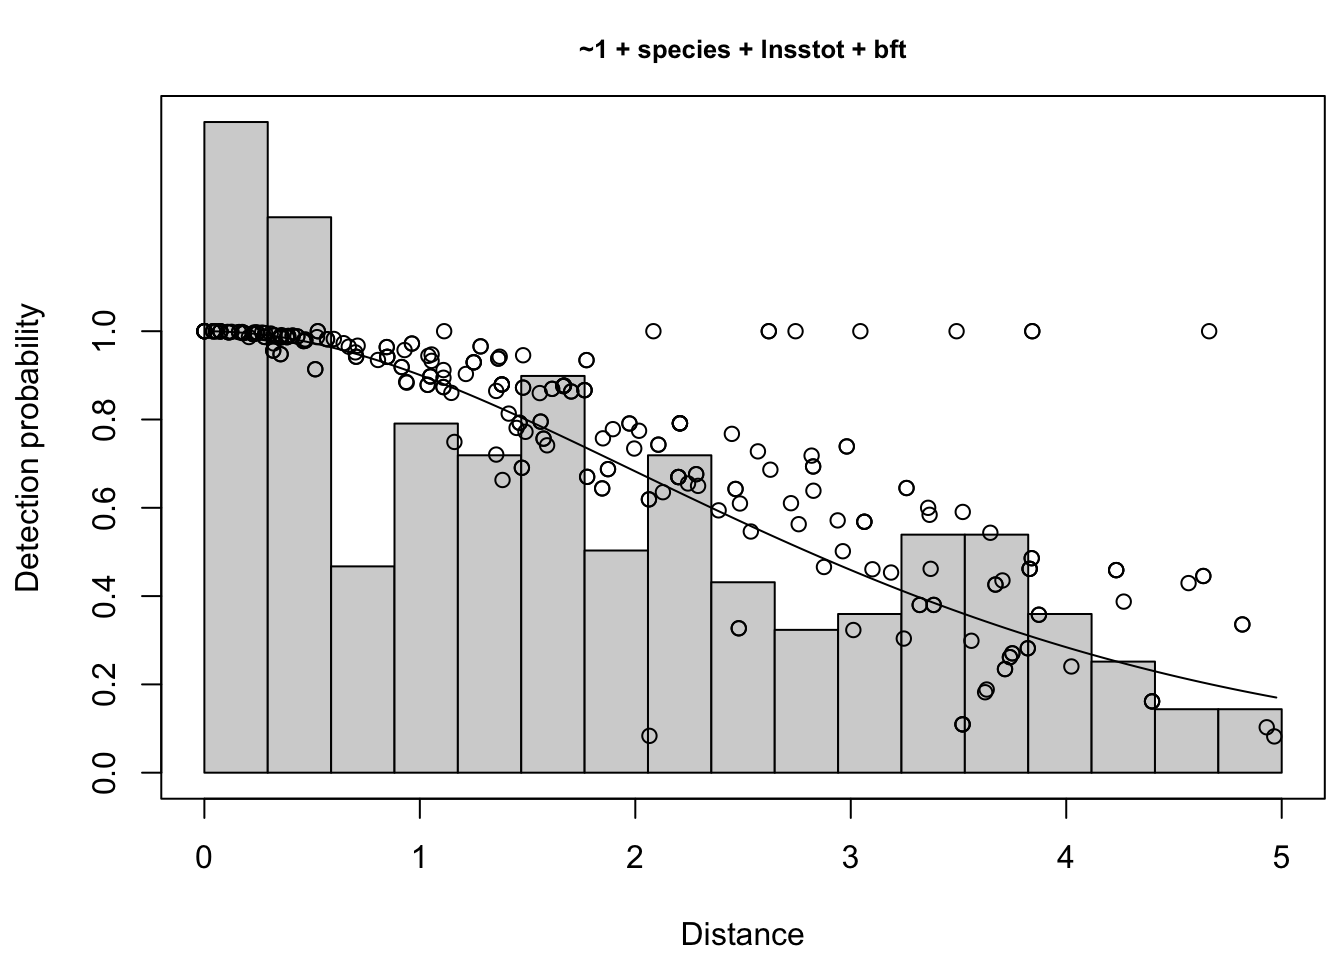 ~1 + species + lnsstot + bft
Detection probability
1.0
0.8
0.6
0.4
0.2
0.0
0 1 2 3 4 5
Distance